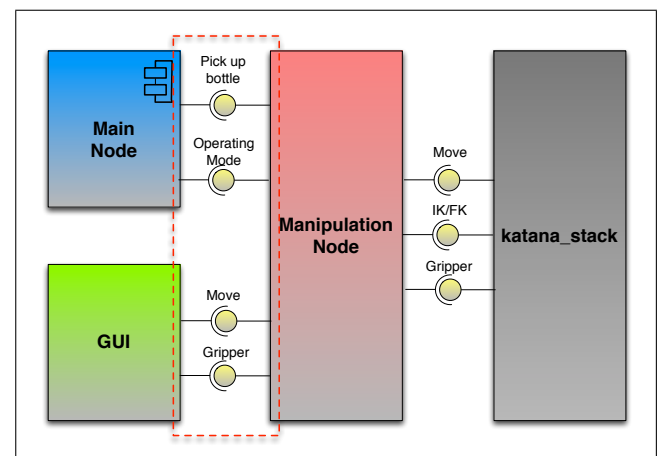 Pick up
bottle
Main
Node
Operating
Mode
Move
IK/FK
Manipulation
Node
katana_stack
Gripper
Move
GUI
Gripper